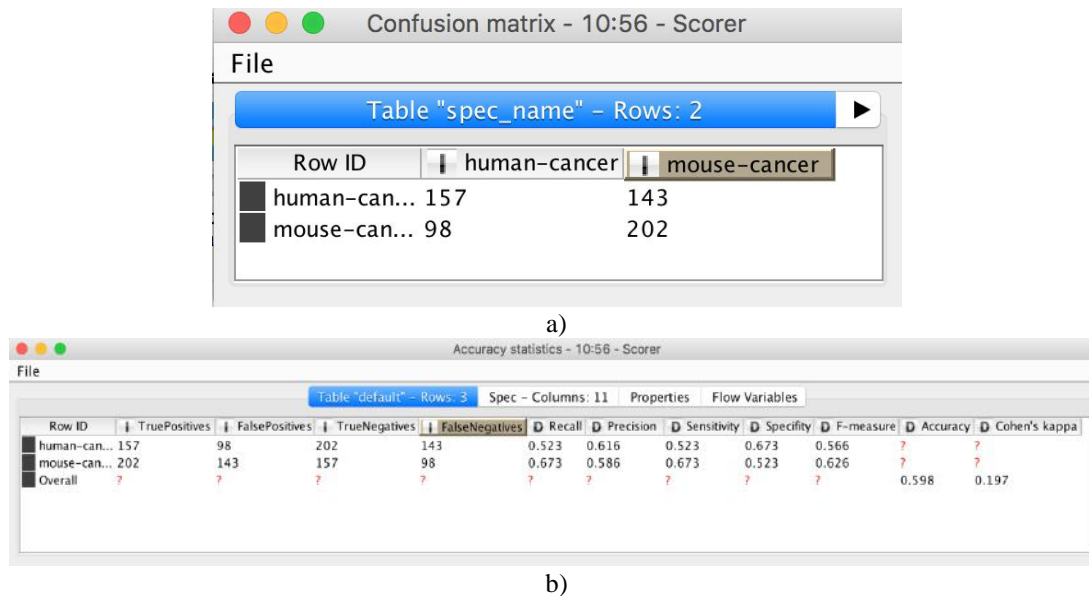 Confusion matrix - 10:56 - Scorer
File
Table "spec_name" - Rows: 2
Row ID human-cancer mouse-cancer
human-can... 157 143
mouse-can... 98 202
a)
Accuracy statistics - 10:56 - Scorer
File
Table "default" - Rows: 3 Spec - Columns: 11 Properties Flow Variables
Row ID TruePositives FalsePositives TrueNegatives FalseNegatives D Recall D Precision D Sensitivity D Specifity D F-measure D Accuracy D Cohen's kappa
human-can... 157 98 202 143 0.523 0.616 0.523 0.673 0.566 ? ?
mouse-can... 202 143 157 98 0.673 0.586 0.673 0.523 0.626 ? ?
Overall ? ? ? ? ? ? ? ? ? 0.598 0.197
b)